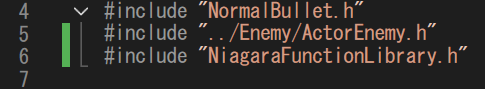 4 #include "NormalBullet.h"
5 #include "../Enemy/ActorEnemy.h"
6 #include "NiagaraFunctionLibrary.h"
7